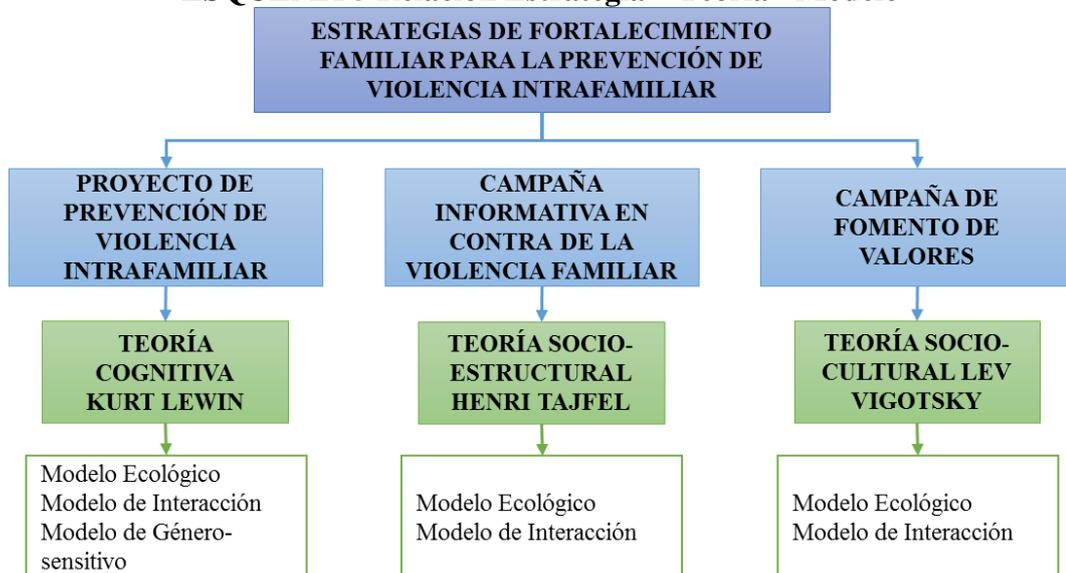 ESTRATEGIAS DE FORTALECIMIENTO
FAMILIAR PARA LA PREVENCIÓN DE
VIOLENCIA INTRAFAMILIAR
PROYECTO DE
PREVENCIÓN DE
VIOLENCIA
INTRAFAMILIAR
CAMPAÑA
INFORMATIVA EN
CONTRA DE LA
VIOLENCIA FAMILIAR
CAMPAÑA DE
FOMENTO DE
VALORES
TEORÍA
COGNITIVA
KURT LEWIN
TEORÍA SOCIO-
ESTRUCTURAL
HENRI TAJFEL
TEORÍA SOCIO-
CULTURAL LEV
VIGOTSKY
Modelo Ecológico
Modelo de Interacción
Modelo de Género-
sensitivo
Modelo Ecológico
Modelo de Interacción
Modelo Ecológico
Modelo de Interacción